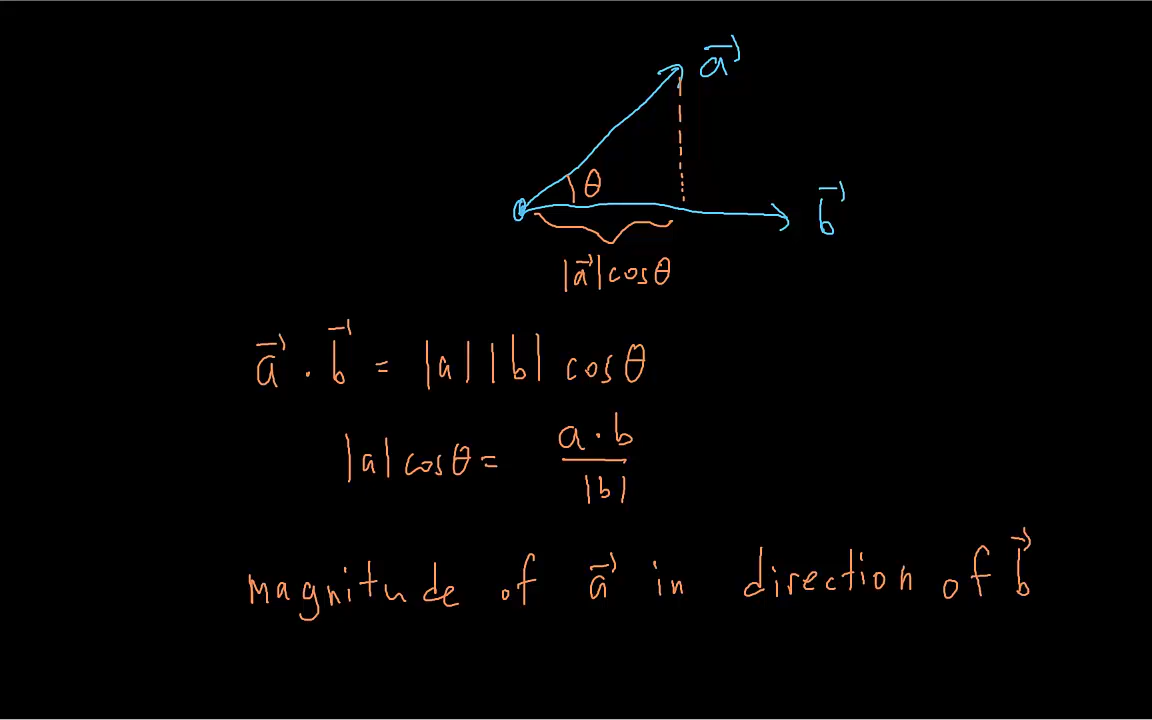 a⃗
θ
b⃗
|a⃗|cosθ
a⃗ · b⃗ = |a| |b| cosθ
|a| cosθ = a · b / |b|
magnitude of a⃗ in direction of b⃗